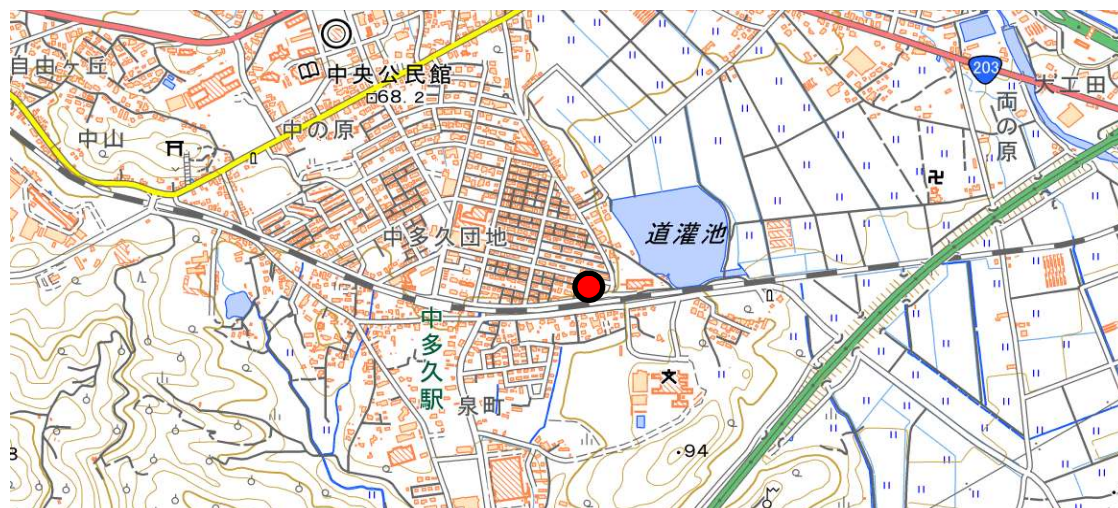 自由ヶ丘
中央公民館
68.2
中山
中の原
203
大工田
両の原
道灌池
中多久団地
中多久駅
泉町
94
8